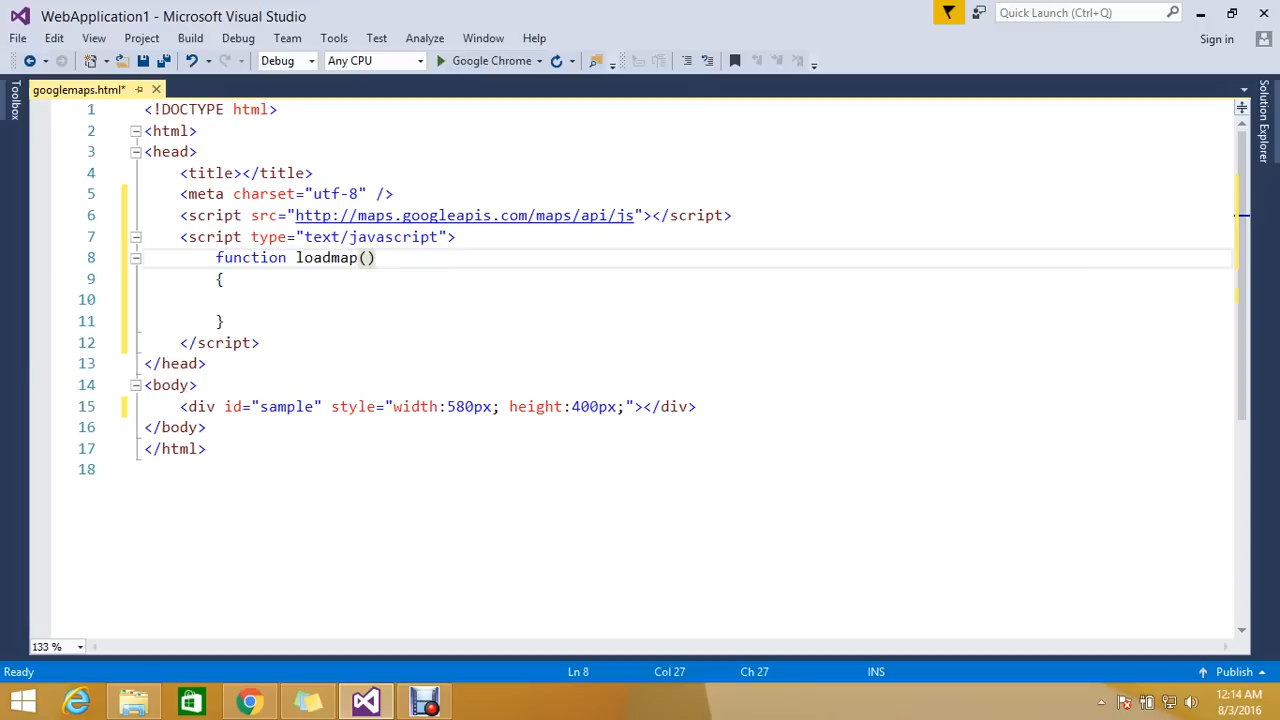 WebApplication1 - Microsoft Visual Studio
Quick Launch (Ctrl+Q)
File Edit View Project Build Debug Team Tools Test Analyze Window Help
Sign in
Debug Any CPU Google Chrome
Toolbox
Solution Explorer
googlemaps.html*
1 <!DOCTYPE html>
2 <html>
3 <head>
4 <title></title>
5 <meta charset="utf-8" />
6 <script src="http://maps.googleapis.com/maps/api/js"></script>
7 <script type="text/javascript">
8 function loadmap()
9 {
10
11 }
12 </script>
13 </head>
14 <body>
15 <div id="sample" style="width:580px; height:400px;"></div>
16 </body>
17 </html>
18
133 %
Ready Ln 8 Col 27 Ch 27 INS Publish
12:14 AM
8/3/2016